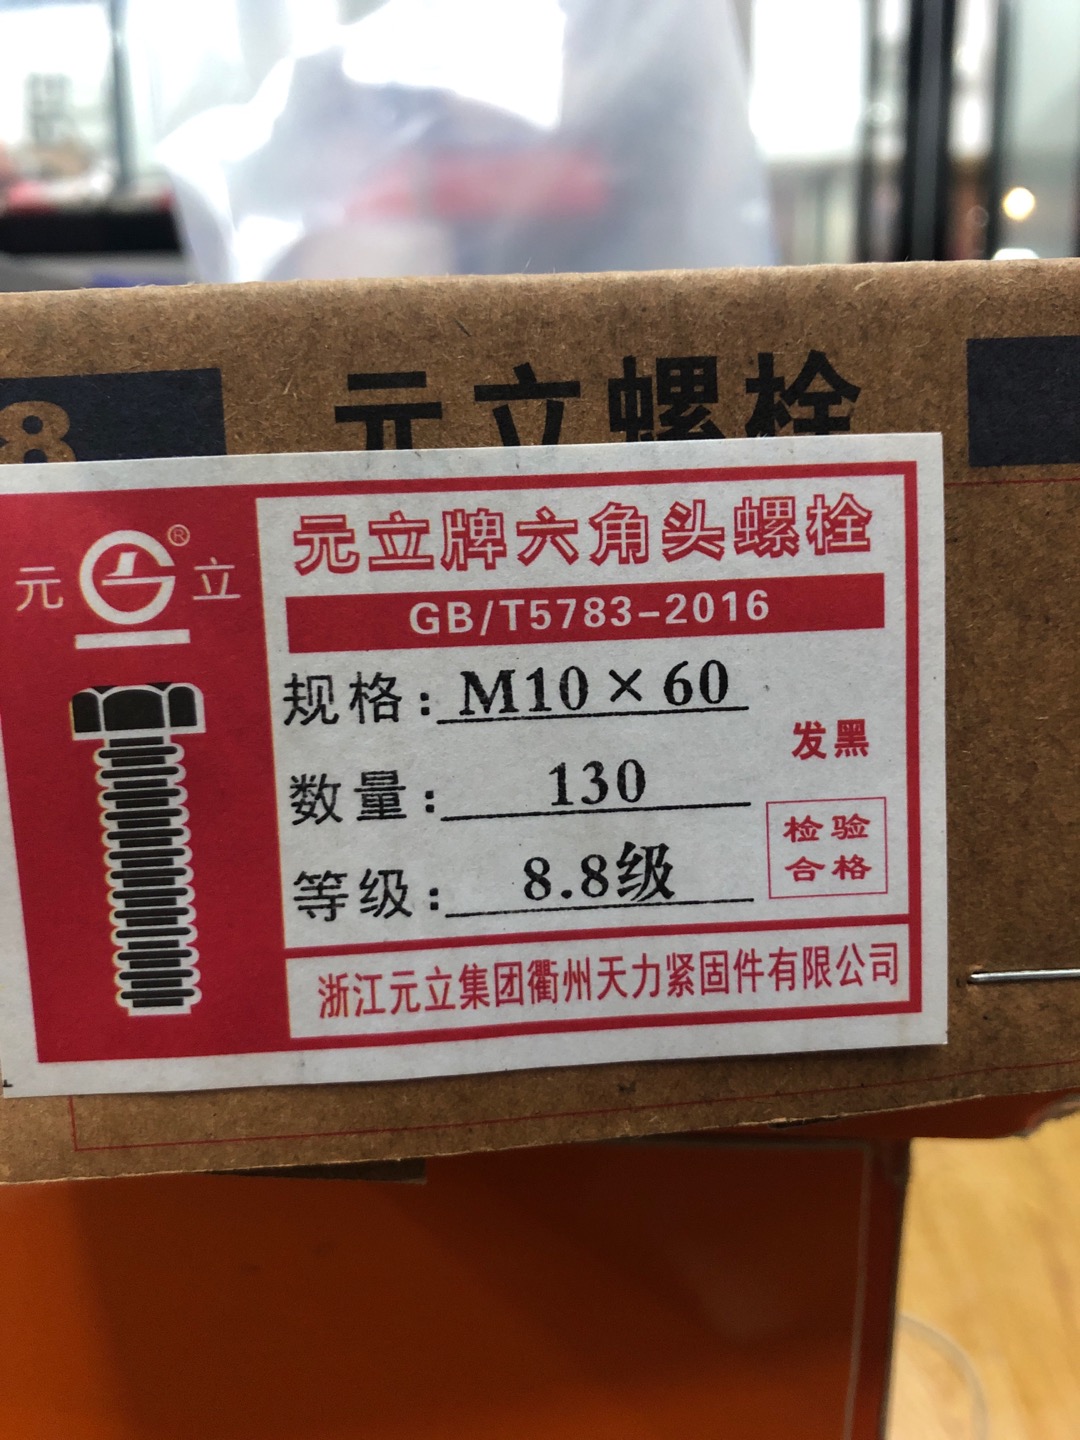 8
元立螺栓
元 立
®
元立牌六角头螺栓
GB/T5783-2016
规格: M10×60
发黑
数量: 130
检验
合格
等级: 8.8级
浙江元立集团衢州天力紧固件有限公司